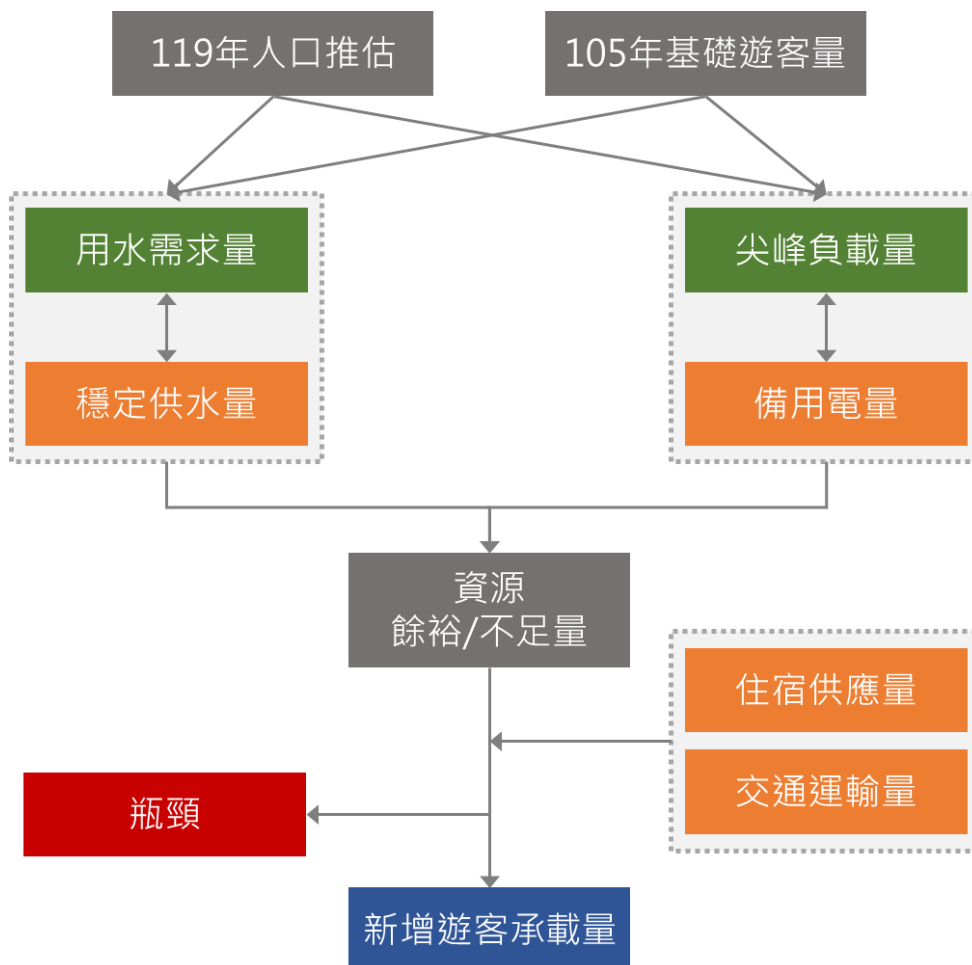 119年人口推估
105年基礎遊客量
用水需求量
尖峰負載量
穩定供水量
備用電量
資源
餘裕/不足量
住宿供應量
交通運輸量
瓶頸
新增遊客承載量